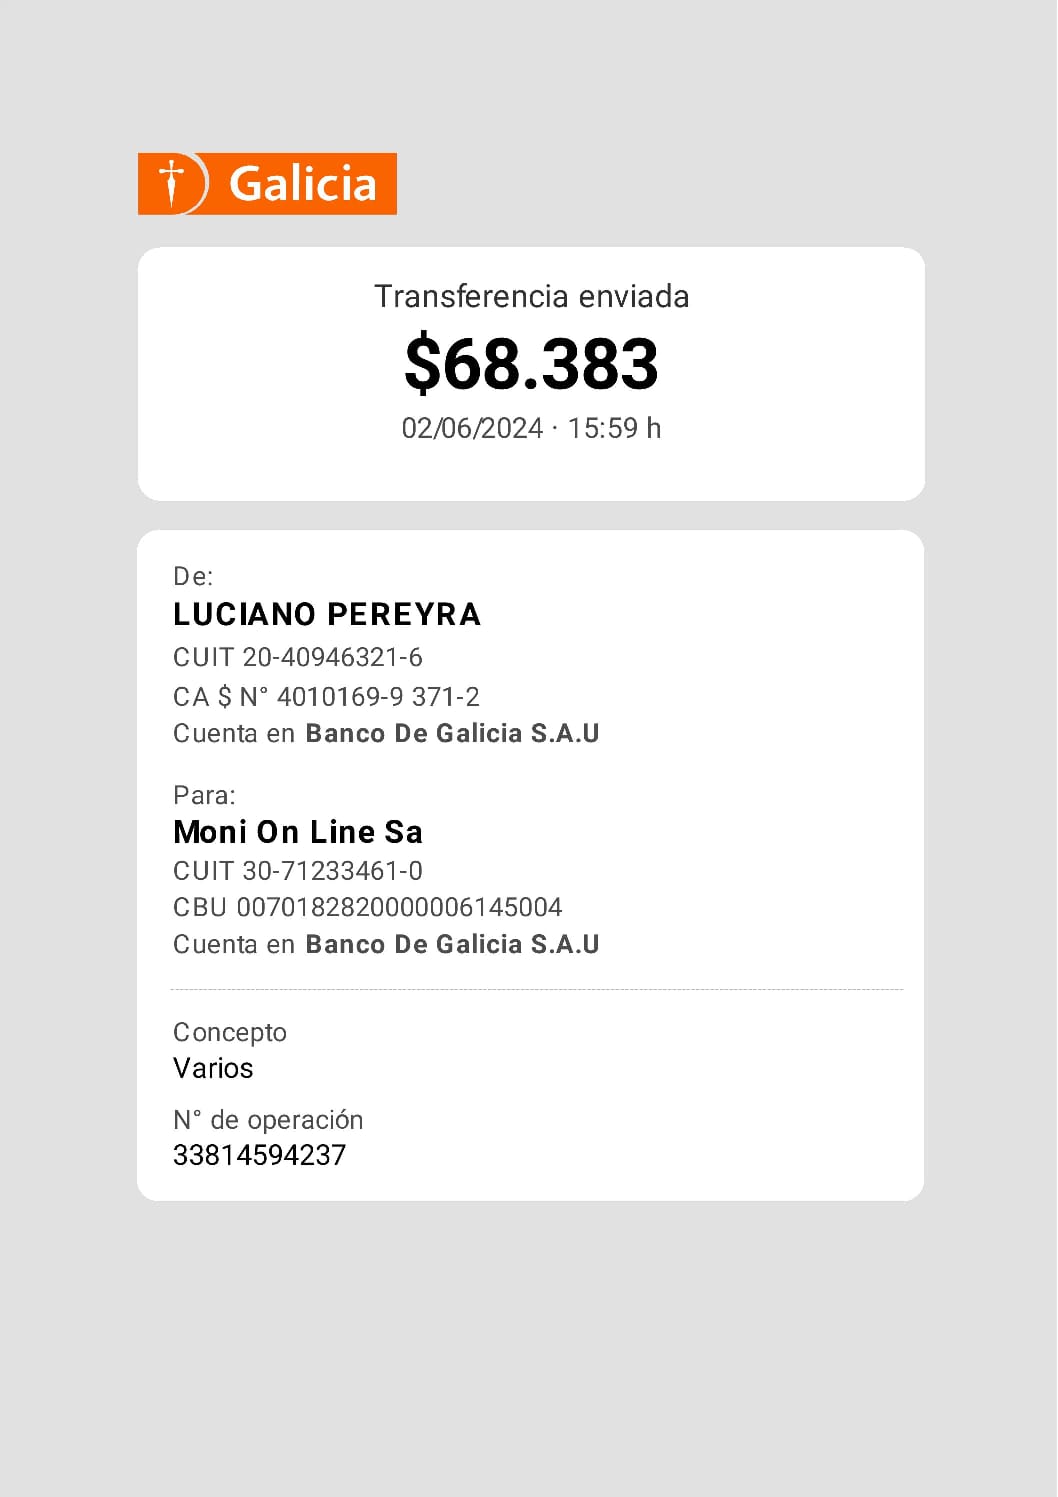 Galicia
Transferencia enviada
$68.383
02/06/2024 · 15:59 h
De:
LUCIANO PEREYRA
CUIT 20-40946321-6
CA $ N° 4010169-9 371-2
Cuenta en Banco De Galicia S.A.U
Para:
Moni On Line Sa
CUIT 30-71233461-0
CBU 0070182820000006145004
Cuenta en Banco De Galicia S.A.U
Concepto
Varios
N° de operación
33814594237